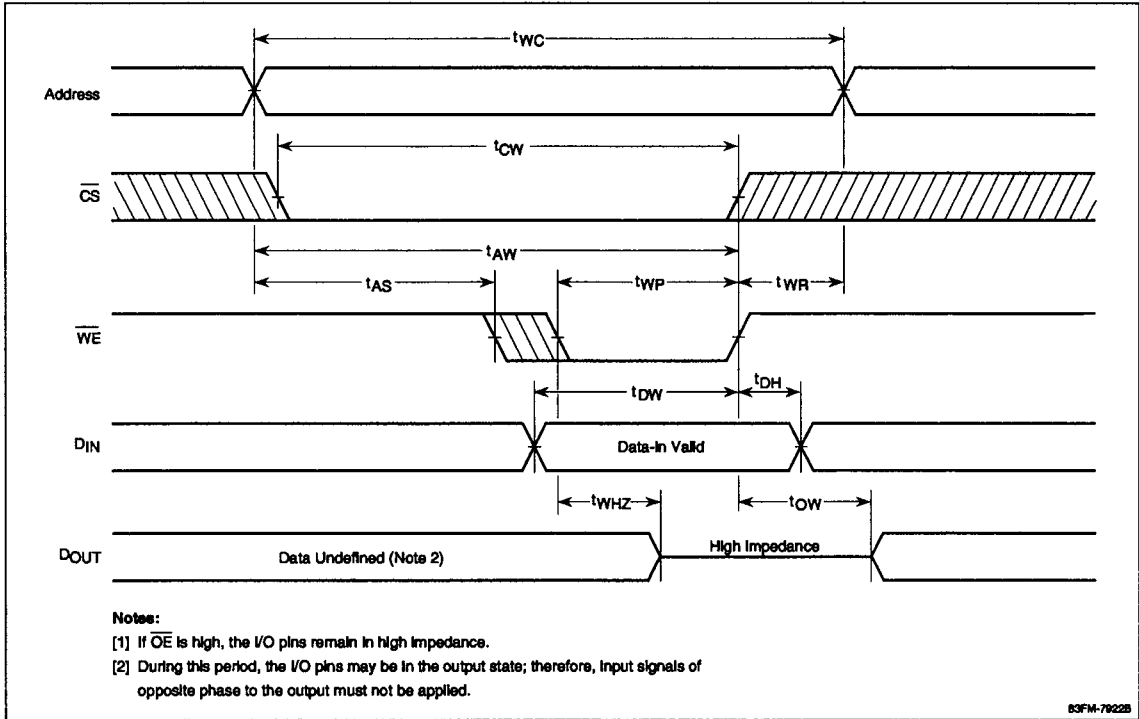 tWC
Address
tCW
CS
tAW
tAS
tWP
tWR
WE
tDW
tDH
DIN
Data-In Valid
tWHZ
tOW
DOUT
Data Undefined (Note 2)
High Impedance
Notes:
[1] If OE is high, the I/O pins remain in high impedance.
[2] During this period, the I/O pins may be in the output state; therefore, input signals of
opposite phase to the output must not be applied.
83FM-7922B